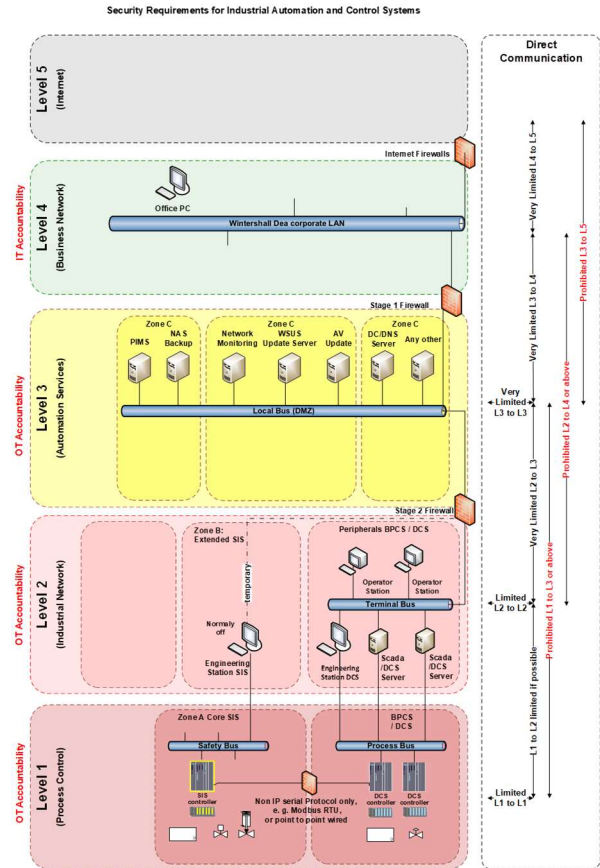 Security Requirements for Industrial Automation and Control Systems
Direct
Communication
Level 5
(Internet)
Internet Firewalls
Very Limited L4 to L5
IT Accountability
Level 4
(Business Network)
Office PC
Wintershall Dea corporate LAN
Stage 1 Firewall
Very Limited L3 to L4
Prohibited L3 to L5
OT Accountability
Level 3
(Automation Services)
Zone C
PIMS
NAS
Backup
Zone C
Network
Monitoring
WSUS
Update Server
AV
Update
Zone C
DC/DNS
Server
Any other
Local Bus (DMZ)
Very
Limited
L3 to L3
Stage 2 Firewall
Very Limited L2 to L3
Prohibited L2 to L4 or above
OT Accountability
Level 2
(Industrial Network)
Zone B:
Extended SIS
temporary
Normaly
off
Engineering
Station SIS
Peripherals BPCS / DCS
Operator
Station
Operator
Station
Terminal Bus
Engineering
Station DCS
Scada
/DCS
Server
Scada
/DCS
Server
Limited
L2 to L2
L1 to L2 limited if possible
Prohibited L1 to L3 or above
OT Accountability
Level 1
(Process Control)
Zone A Core SIS
Safety Bus
SIS
controller
BPCS
/ DCS
Process Bus
DCS
controller
DCS
controller
Non IP serial Protocol only,
e. g. Modbus RTU,
or point to point wired
Limited
L1 to L1